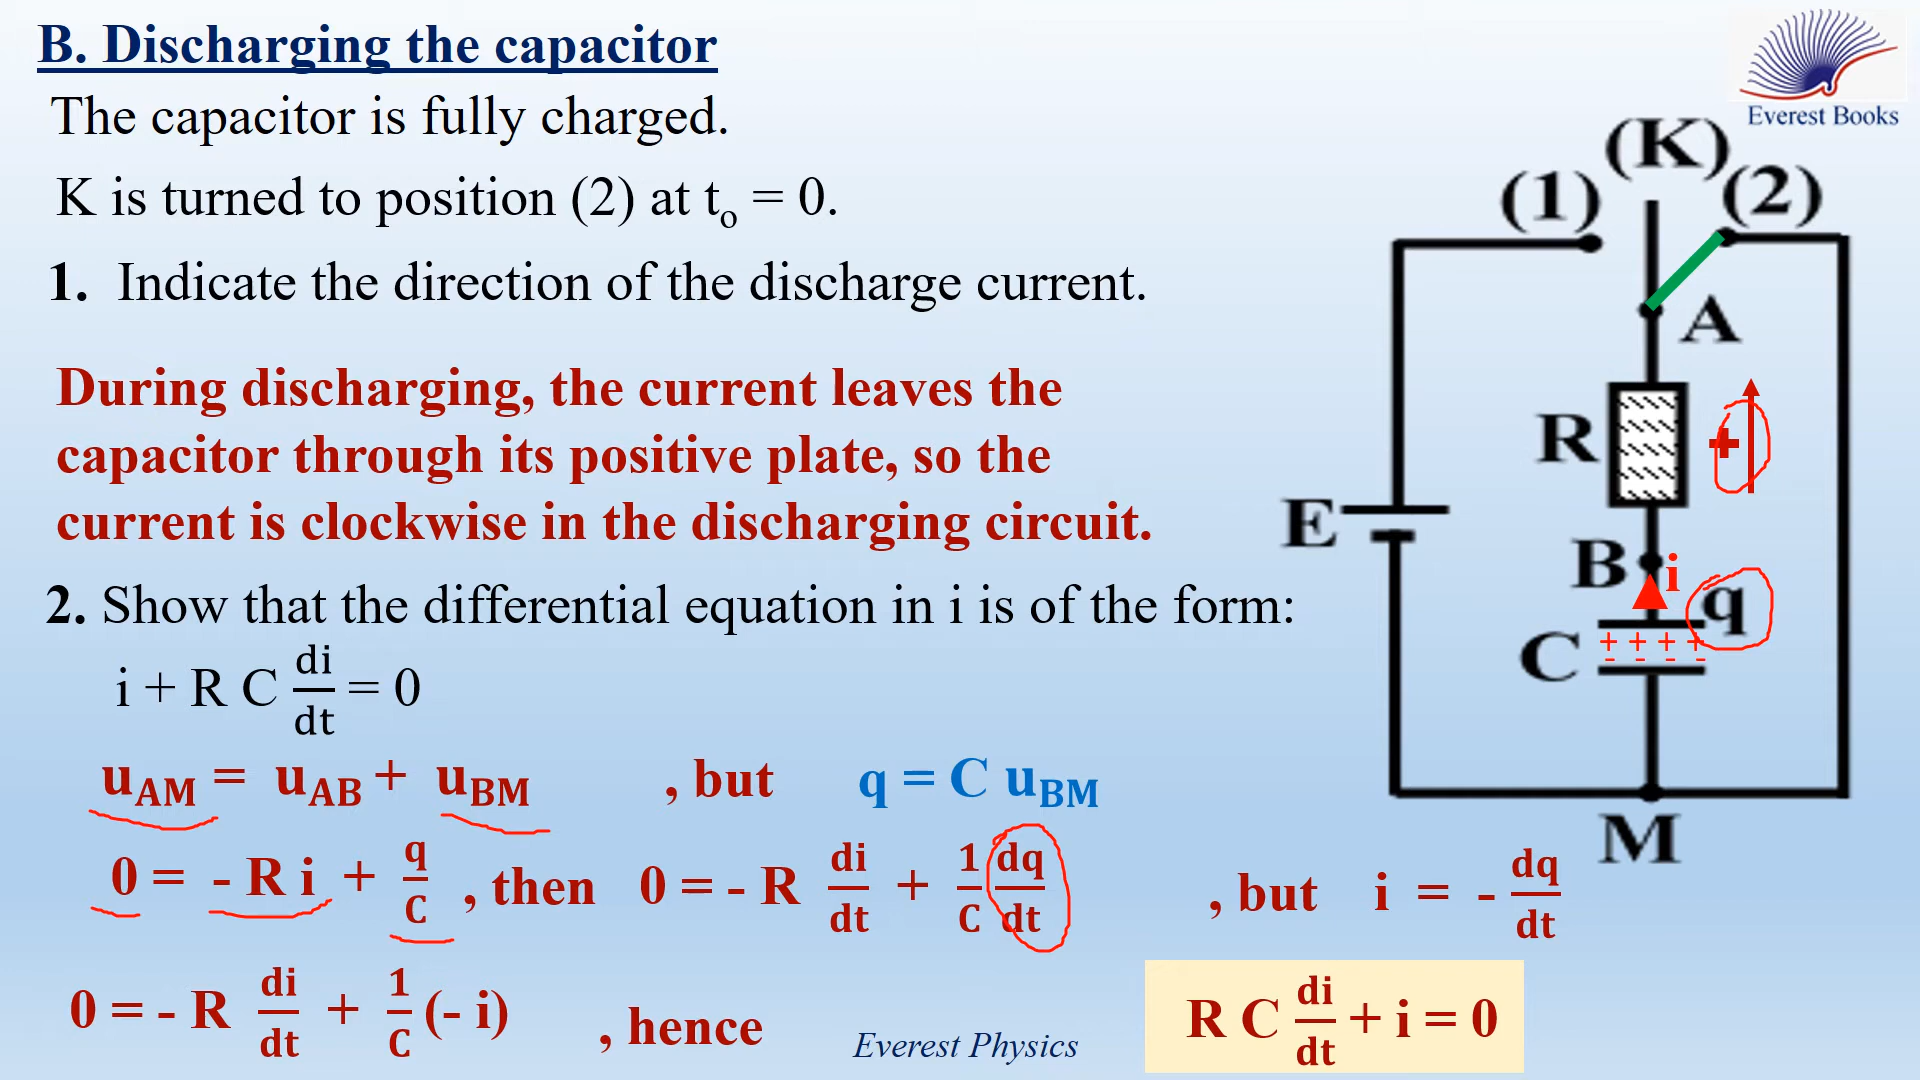 B. Discharging the capacitor
The capacitor is fully charged.
K is turned to position (2) at tₒ = 0.
1. Indicate the direction of the discharge current.
During discharging, the current leaves the
capacitor through its positive plate, so the
current is clockwise in the discharging circuit.
2. Show that the differential equation in i is of the form:
i + R C di/dt = 0
u_AM = u_AB + u_BM , but q = C u_BM
0 = - R i + q/C , then 0 = - R di/dt + 1/C dq/dt , but i = - dq/dt
0 = - R di/dt + 1/C (- i) , hence R C di/dt + i = 0
Everest Physics
Everest Books
(K)
(1)
(2)
A
R
+
E
B
i
q
C
+ + + +
- - - -
M